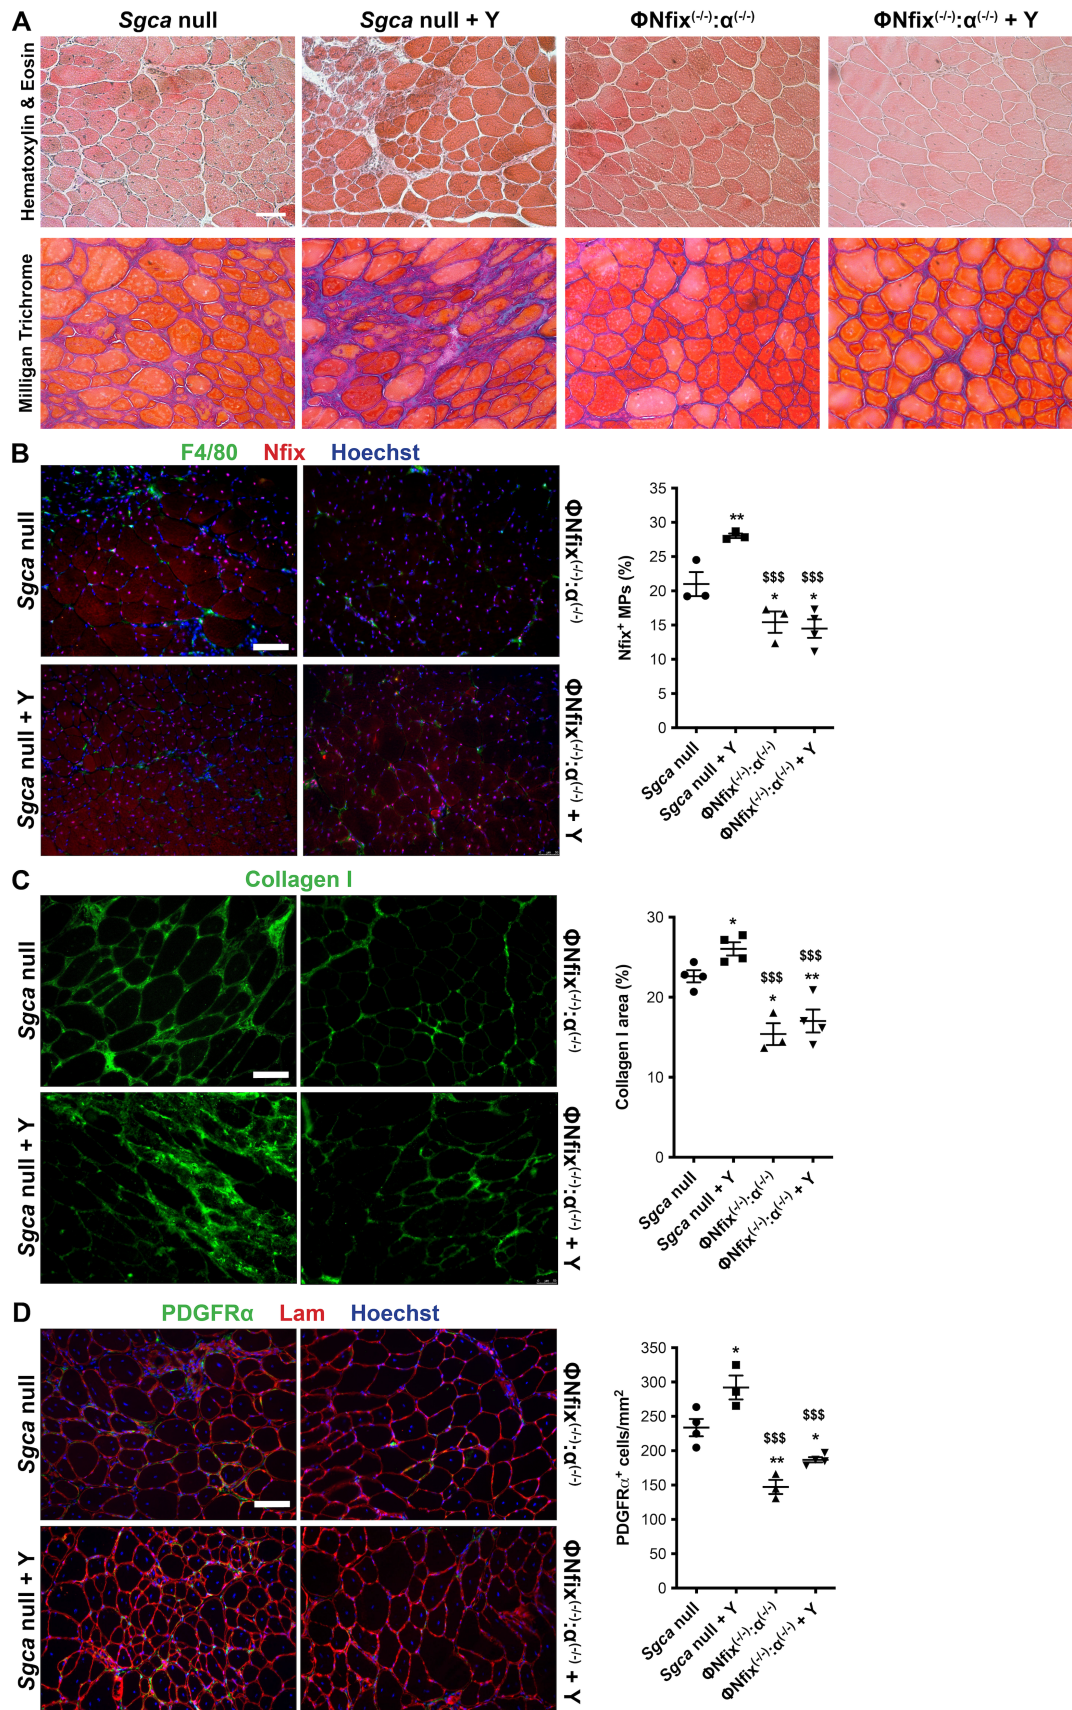 A
Sgca null
Sgca null + Y
ΦNfix(-/-):α(-/-)
ΦNfix(-/-):α(-/-) + Y
Hematoxylin & Eosin
Milligan Trichrome
B
F4/80 Nfix Hoechst
Sgca null
ΦNfix(-/-):α(-/-)
Sgca null + Y
ΦNfix(-/-):α(-/-) + Y
Nfix+ MPs (%)
35
30
25
20
15
10
5
0
**
$$$
*
$$$
*
Sgca null
Sgca null + Y
ΦNfix(-/-):α(-/-)
ΦNfix(-/-):α(-/-) + Y
C
Collagen I
Sgca null
ΦNfix(-/-):α(-/-)
Sgca null + Y
ΦNfix(-/-):α(-/-) + Y
Collagen I area (%)
30
20
10
0
*
$$$
*
$$$
**
Sgca null
Sgca null + Y
ΦNfix(-/-):α(-/-)
ΦNfix(-/-):α(-/-) + Y
D
PDGFRα Lam Hoechst
Sgca null
ΦNfix(-/-):α(-/-)
Sgca null + Y
ΦNfix(-/-):α(-/-) + Y
PDGFRα+ cells/mm2
350
300
250
200
150
100
50
0
*
$$$
**
$$$
*
Sgca null
Sgca null + Y
ΦNfix(-/-):α(-/-)
ΦNfix(-/-):α(-/-) + Y